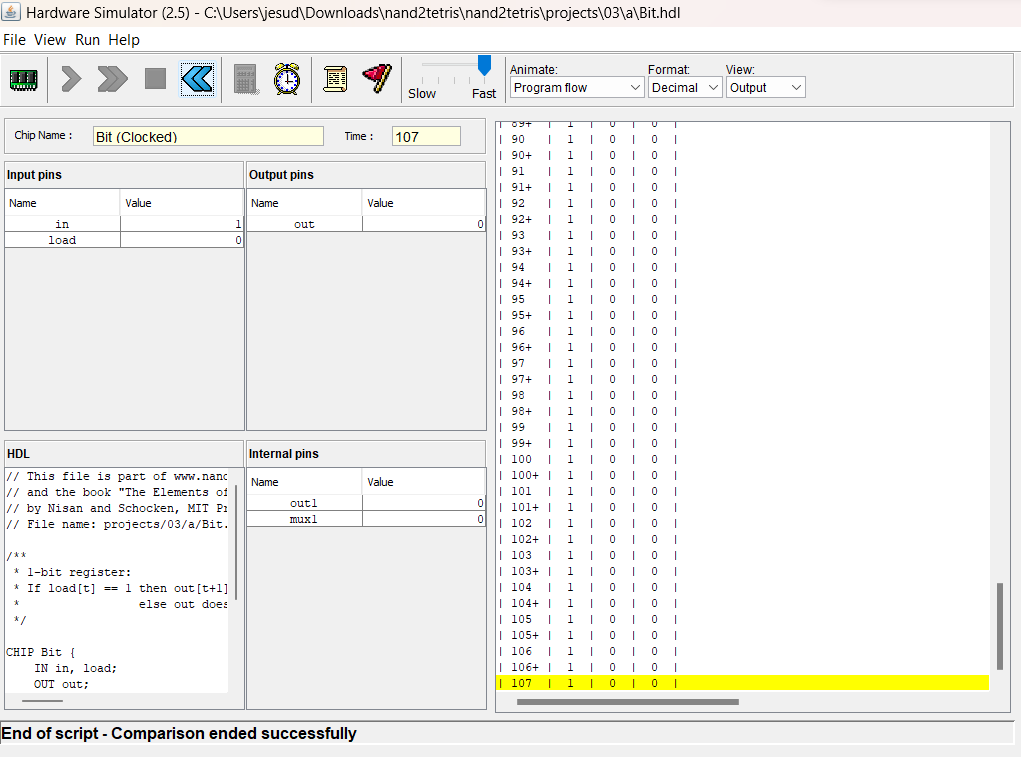 Hardware Simulator (2.5) - C:\Users\jesud\Downloads\nand2tetris\nand2tetris\projects\03\a\Bit.hdl
File View Run Help
Slow Fast
Animate: Format: View:
Program flow Decimal Output
Chip Name : Bit (Clocked) Time : 107
Input pins
Name Value
in 1
load 0
Output pins
Name Value
out 0
HDL
// This file is part of www.nand
// and the book "The Elements of
// by Nisan and Schocken, MIT Pr
// File name: projects/03/a/Bit.
/**
* 1-bit register:
* If load[t] == 1 then out[t+1]
* else out does
*/
CHIP Bit {
IN in, load;
OUT out;
Internal pins
Name Value
out1 0
mux1 0
| 89+ | 1 | 0 | 0 |
| 90 | 1 | 0 | 0 |
| 90+ | 1 | 0 | 0 |
| 91 | 1 | 0 | 0 |
| 91+ | 1 | 0 | 0 |
| 92 | 1 | 0 | 0 |
| 92+ | 1 | 0 | 0 |
| 93 | 1 | 0 | 0 |
| 93+ | 1 | 0 | 0 |
| 94 | 1 | 0 | 0 |
| 94+ | 1 | 0 | 0 |
| 95 | 1 | 0 | 0 |
| 95+ | 1 | 0 | 0 |
| 96 | 1 | 0 | 0 |
| 96+ | 1 | 0 | 0 |
| 97 | 1 | 0 | 0 |
| 97+ | 1 | 0 | 0 |
| 98 | 1 | 0 | 0 |
| 98+ | 1 | 0 | 0 |
| 99 | 1 | 0 | 0 |
| 99+ | 1 | 0 | 0 |
| 100 | 1 | 0 | 0 |
| 100+ | 1 | 0 | 0 |
| 101 | 1 | 0 | 0 |
| 101+ | 1 | 0 | 0 |
| 102 | 1 | 0 | 0 |
| 102+ | 1 | 0 | 0 |
| 103 | 1 | 0 | 0 |
| 103+ | 1 | 0 | 0 |
| 104 | 1 | 0 | 0 |
| 104+ | 1 | 0 | 0 |
| 105 | 1 | 0 | 0 |
| 105+ | 1 | 0 | 0 |
| 106 | 1 | 0 | 0 |
| 106+ | 1 | 0 | 0 |
| 107 | 1 | 0 | 0 |
End of script - Comparison ended successfully